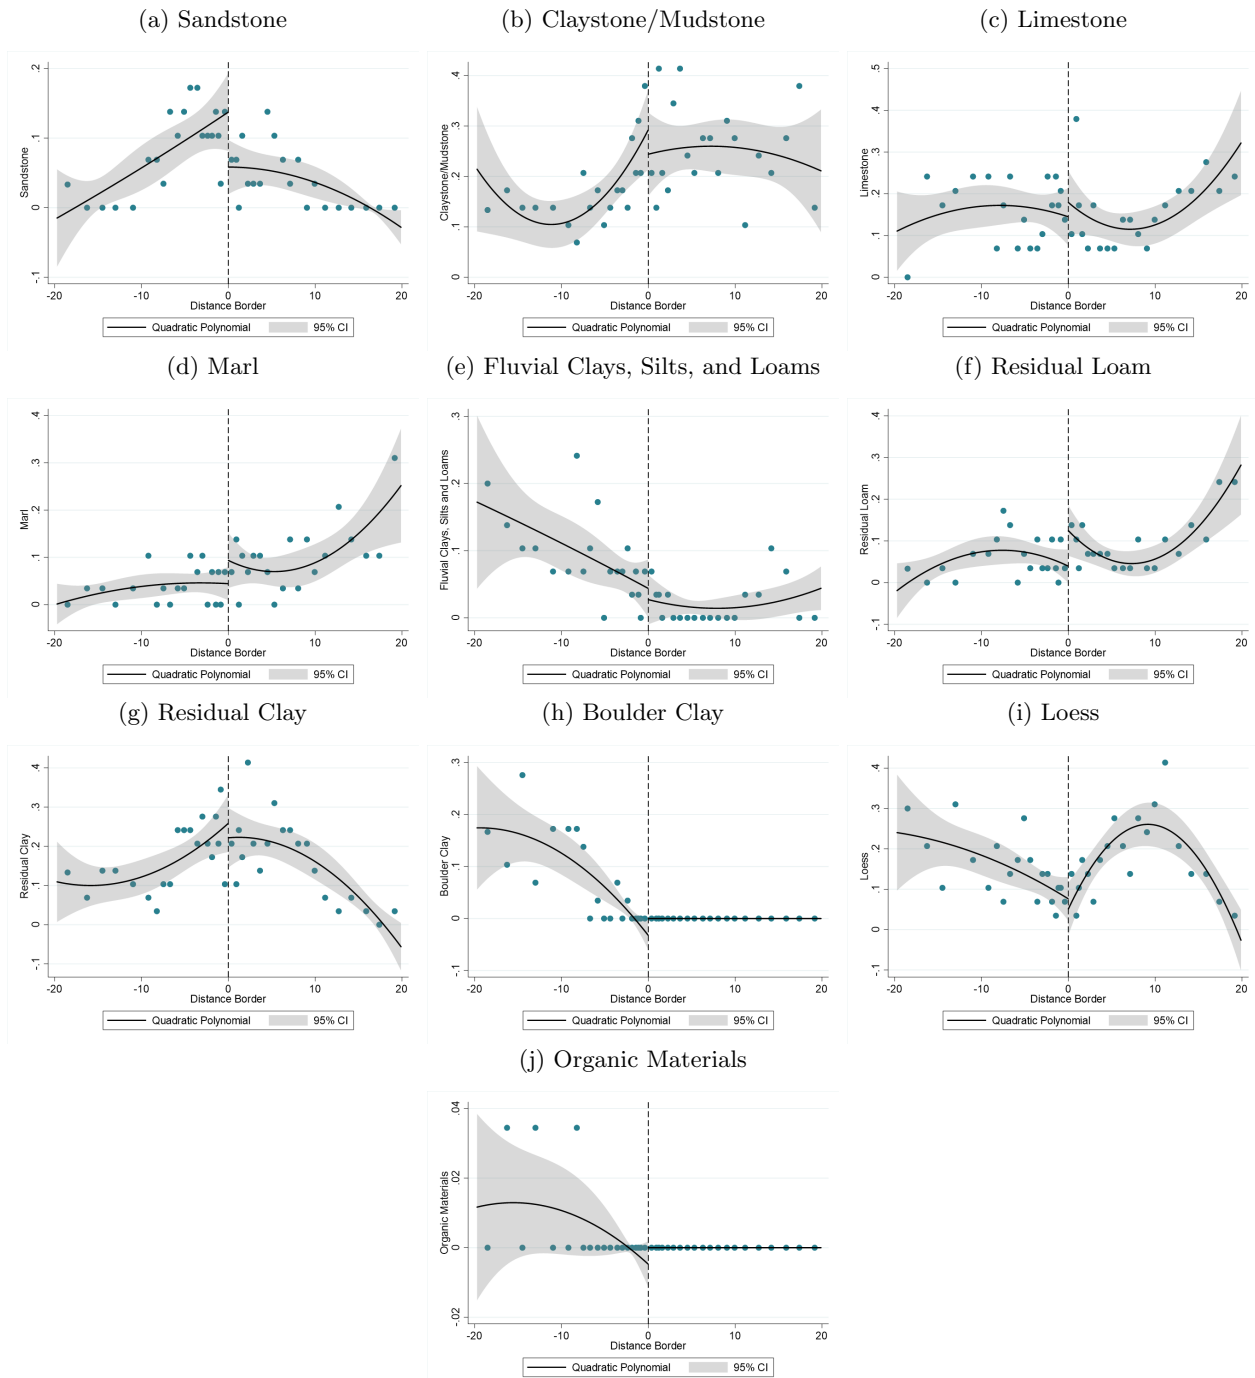 (a) Sandstone
(b) Claystone/Mudstone
(c) Limestone
Sandstone
.2
.1
0
-.1
-20
-10
0
10
20
Distance Border
Quadratic Polynomial
95% CI
Claystone/Mudstone
.4
.3
.2
.1
0
-20
-10
0
10
20
Distance Border
Quadratic Polynomial
95% CI
Limestone
.5
.4
.3
.2
.1
0
-20
-10
0
10
20
Distance Border
Quadratic Polynomial
95% CI
(d) Marl
(e) Fluvial Clays, Silts, and Loams
(f) Residual Loam
Marl
.4
.3
.2
.1
0
-20
-10
0
10
20
Distance Border
Quadratic Polynomial
95% CI
Fluvial Clays, Silts and Loams
.3
.2
.1
0
-20
-10
0
10
20
Distance Border
Quadratic Polynomial
95% CI
Residual Loam
.4
.3
.2
.1
0
-.1
-20
-10
0
10
20
Distance Border
Quadratic Polynomial
95% CI
(g) Residual Clay
(h) Boulder Clay
(i) Loess
Residual Clay
.4
.3
.2
.1
0
-.1
-20
-10
0
10
20
Distance Border
Quadratic Polynomial
95% CI
Boulder Clay
.3
.2
.1
0
-.1
-20
-10
0
10
20
Distance Border
Quadratic Polynomial
95% CI
Loess
.4
.3
.2
.1
0
-.1
-20
-10
0
10
20
Distance Border
Quadratic Polynomial
95% CI
(j) Organic Materials
Organic Materials
.04
.02
0
-.02
-20
-10
0
10
20
Distance Border
Quadratic Polynomial
95% CI